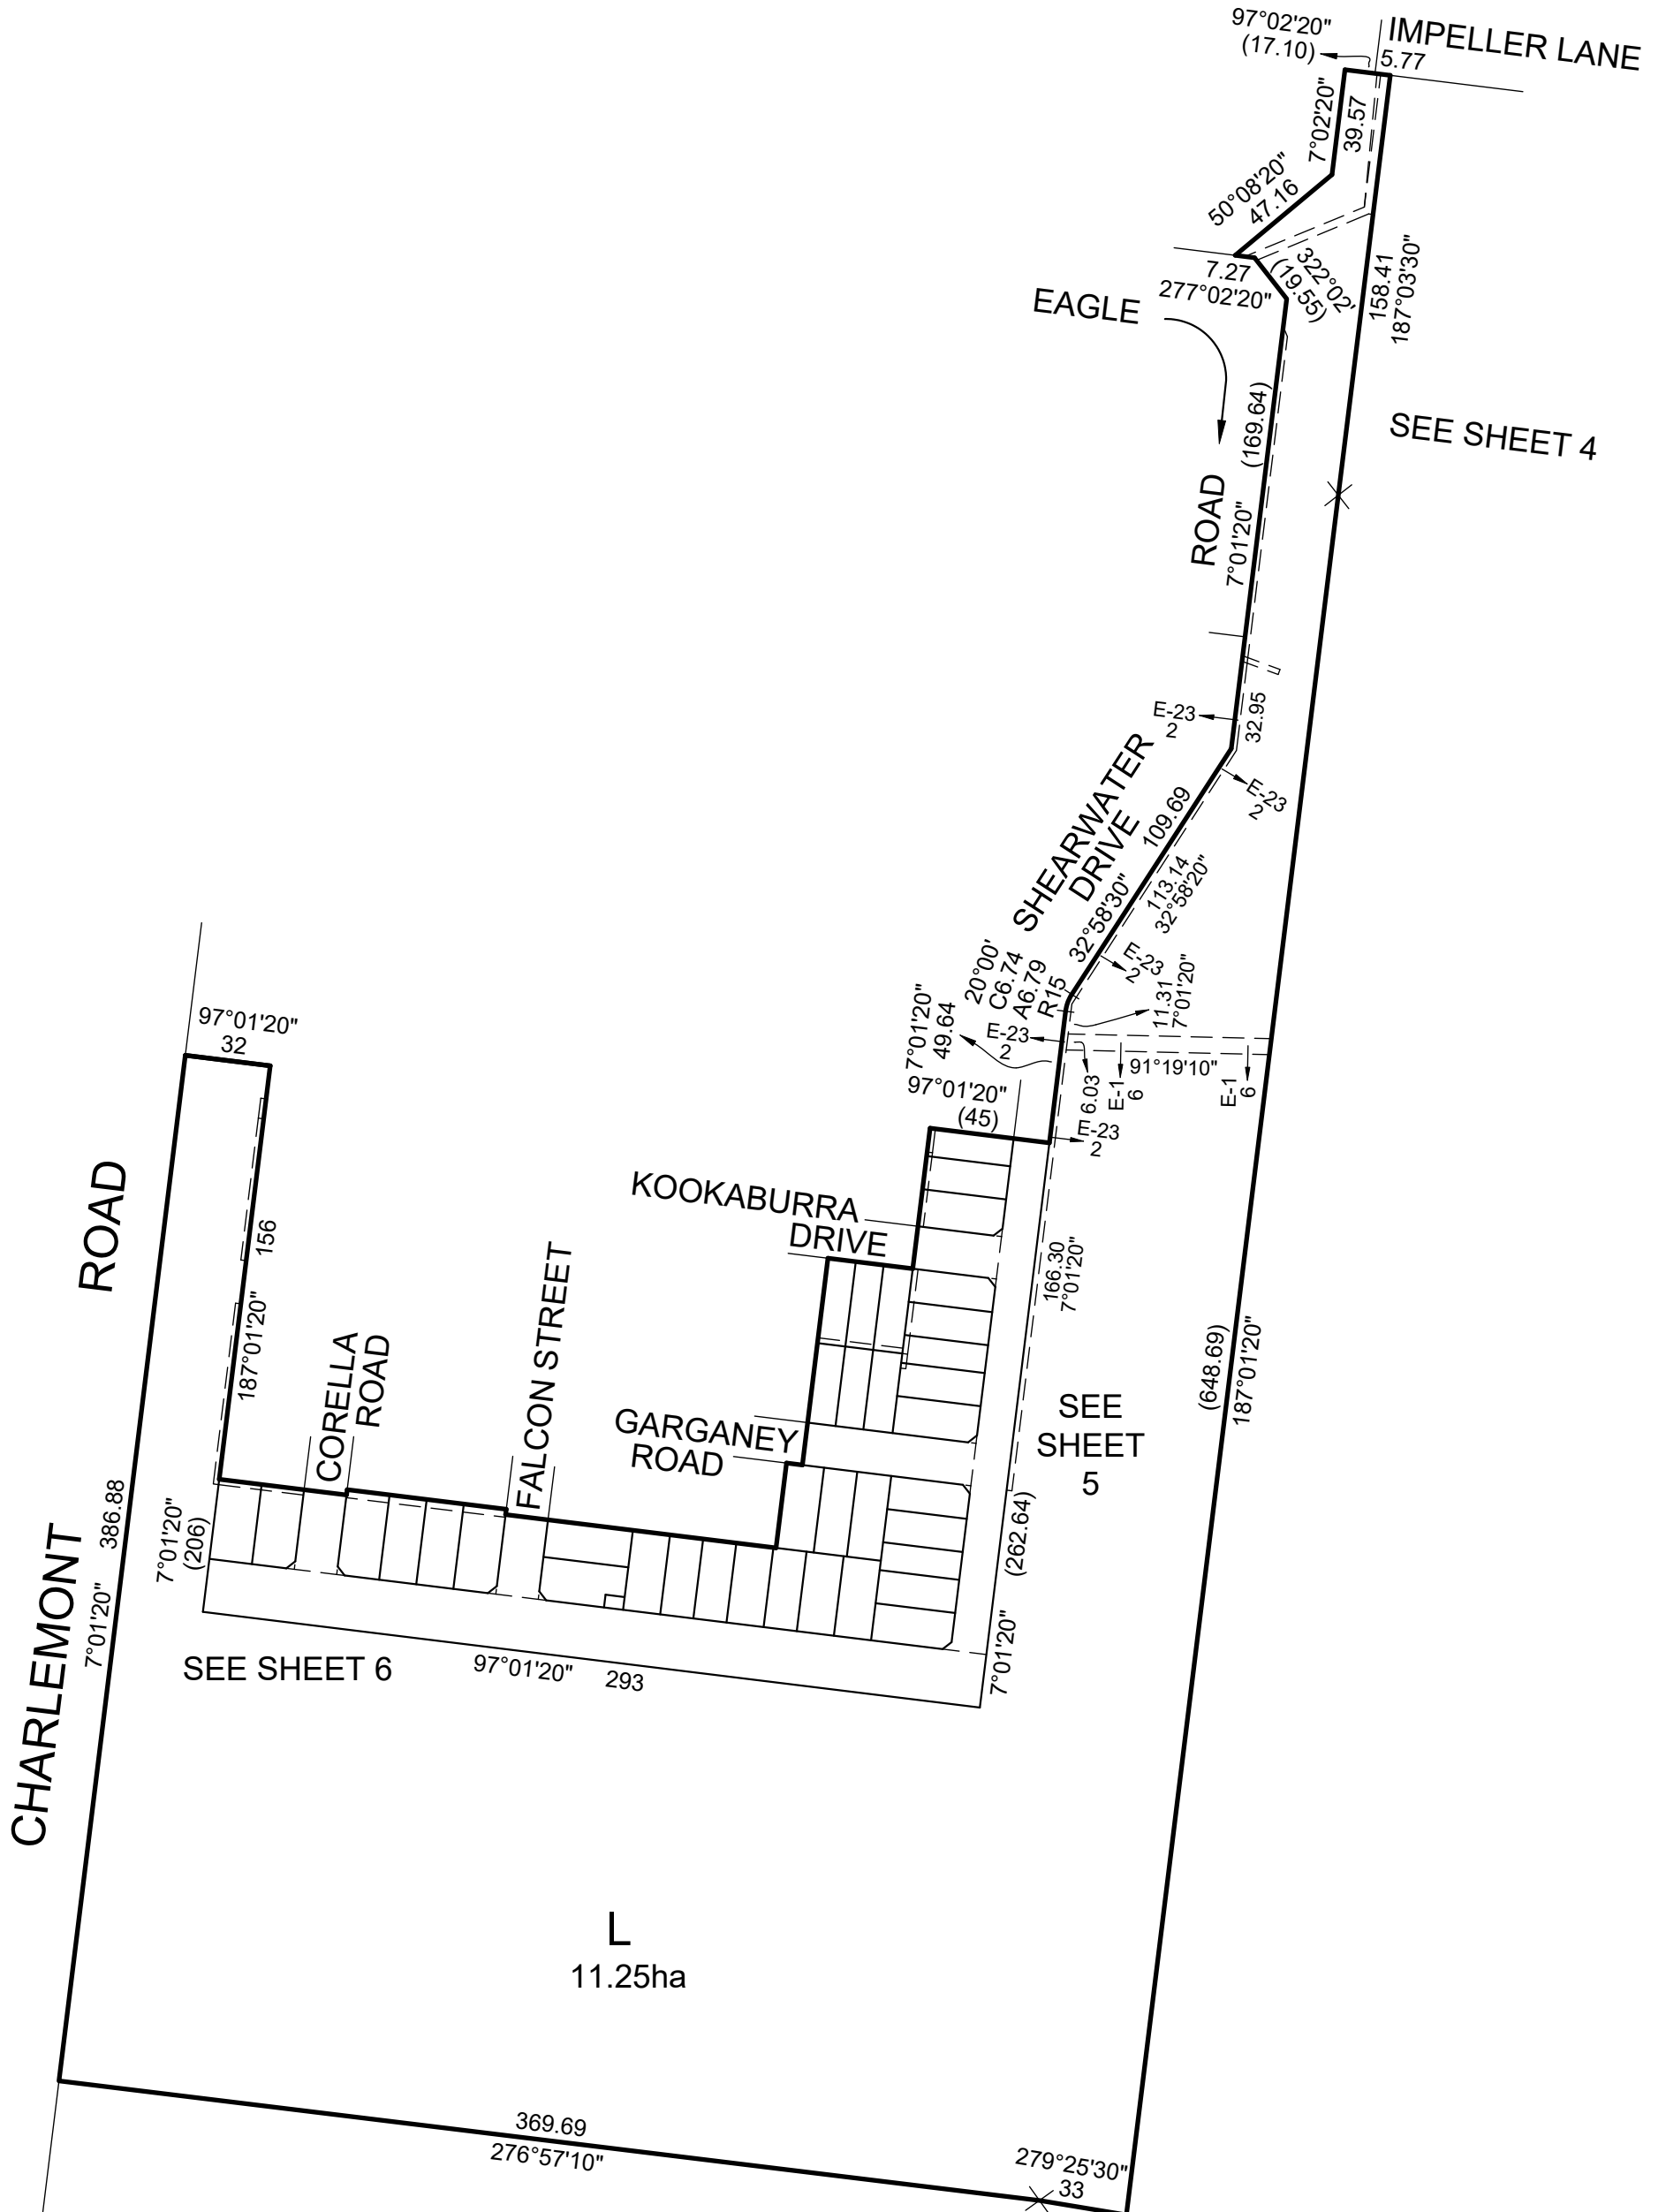 97°02'20"
(17.10)
IMPELLER LANE
5.77
7°02'20"
39.57
50°08'20"
47.16
7.27
277°02'20"
322°02'
(19.55)
158.41
187°03'30"
EAGLE
ROAD
(169.64)
7°01'20"
SEE SHEET 4
E-23
2
32.95
E-23
2
SHEARWATER
DRIVE
109.69
32°58'30"
113.14
32°58'20"
E-23
2
20°00'
C6.74
A6.79
R15
7°01'20"
49.64
E-23
2
11.31
7°01'20"
91°19'10"
6.03
E-1
6
E-1
6
97°01'20"
(45)
E-23
2
97°01'20"
32
KOOKABURRA
DRIVE
ROAD
156
187°01'20"
166.30
7°01'20"
CORELLA
ROAD
FALCON STREET
GARGANEY
ROAD
SEE
SHEET
5
(648.69)
187°01'20"
CHARLEMONT
386.88
7°01'20"
7°01'20"
(206)
(262.64)
7°01'20"
SEE SHEET 6
97°01'20"
293
L
11.25ha
369.69
276°57'10"
279°25'30"
33